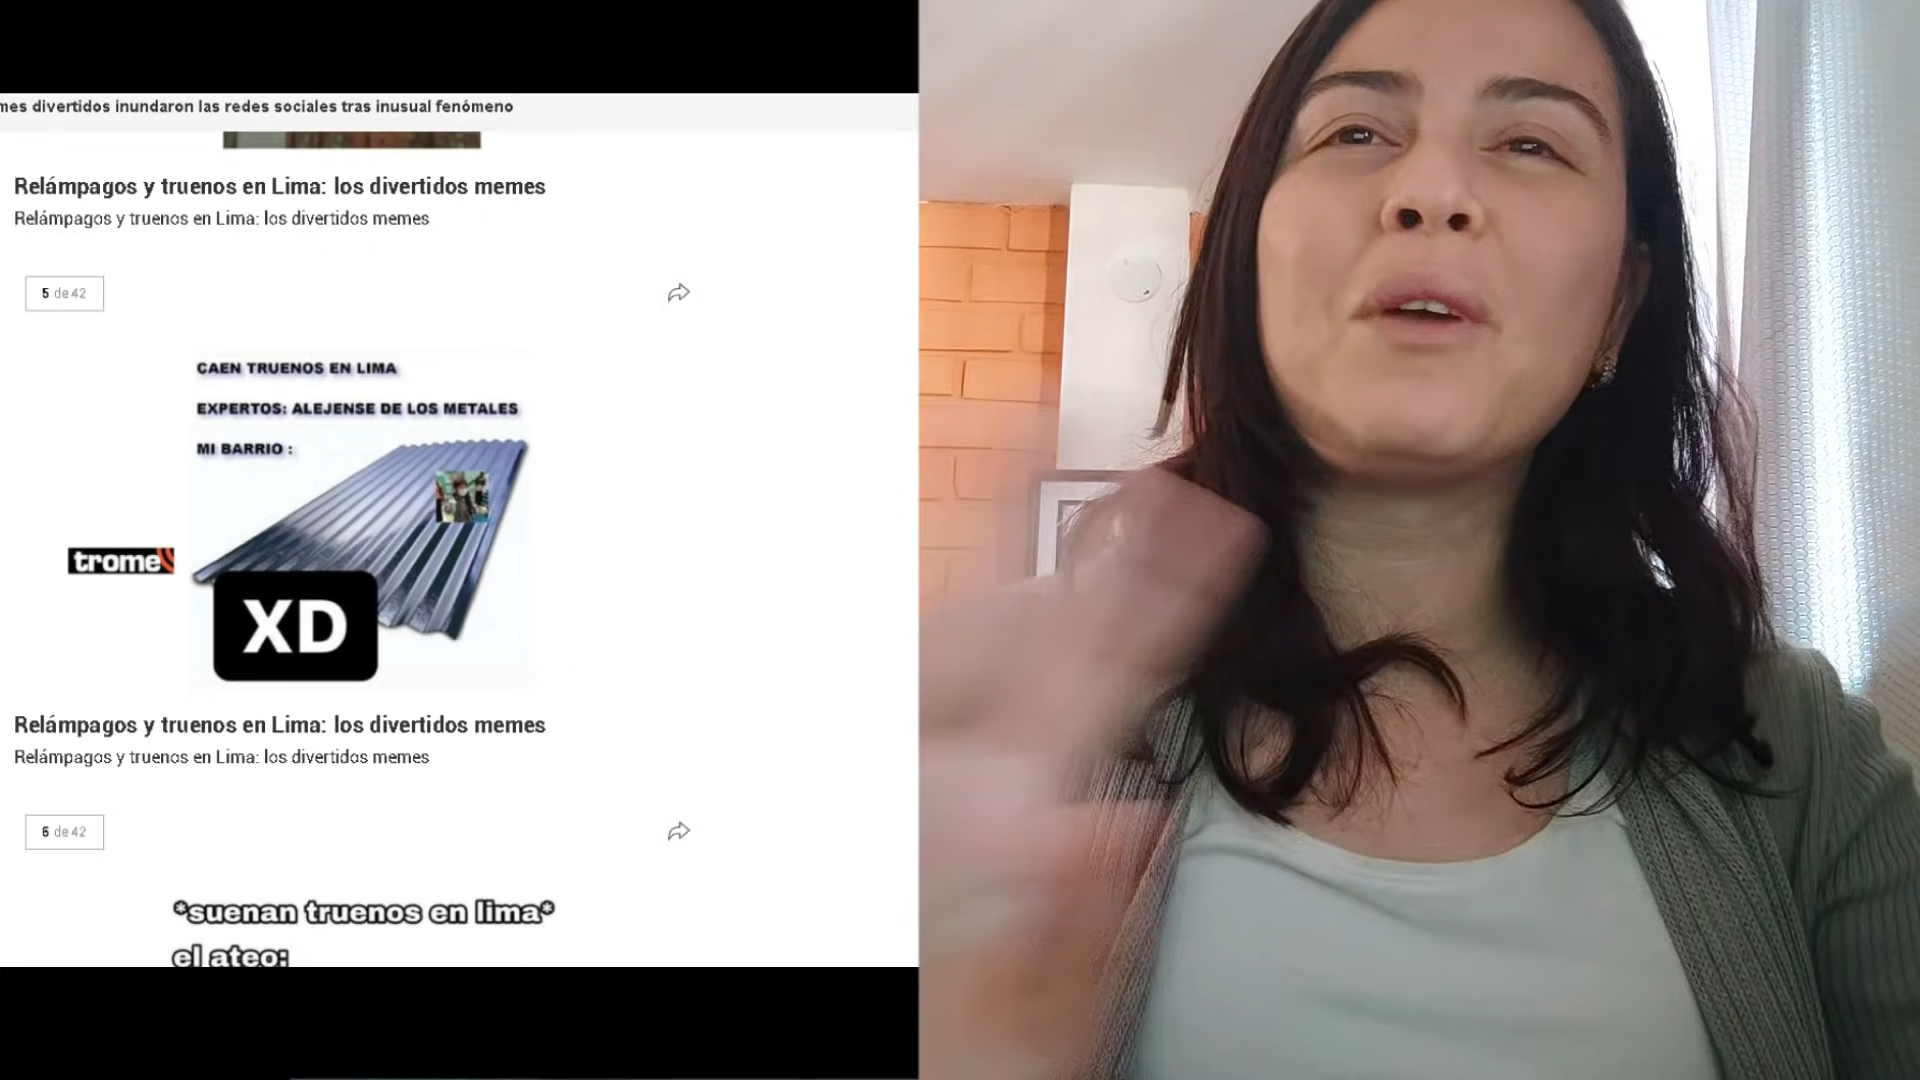 mes divertidos inundaron las redes sociales tras inusual fenómeno
Relámpagos y truenos en Lima: los divertidos memes
Relámpagos y truenos en Lima: los divertidos memes
5 de 42
CAEN TRUENOS EN LIMA
EXPERTOS: ALEJENSE DE LOS METALES
MI BARRIO :
trome
XD
Relámpagos y truenos en Lima: los divertidos memes
Relámpagos y truenos en Lima: los divertidos memes
6 de 42
*suenan truenos en lima*
el ateo: